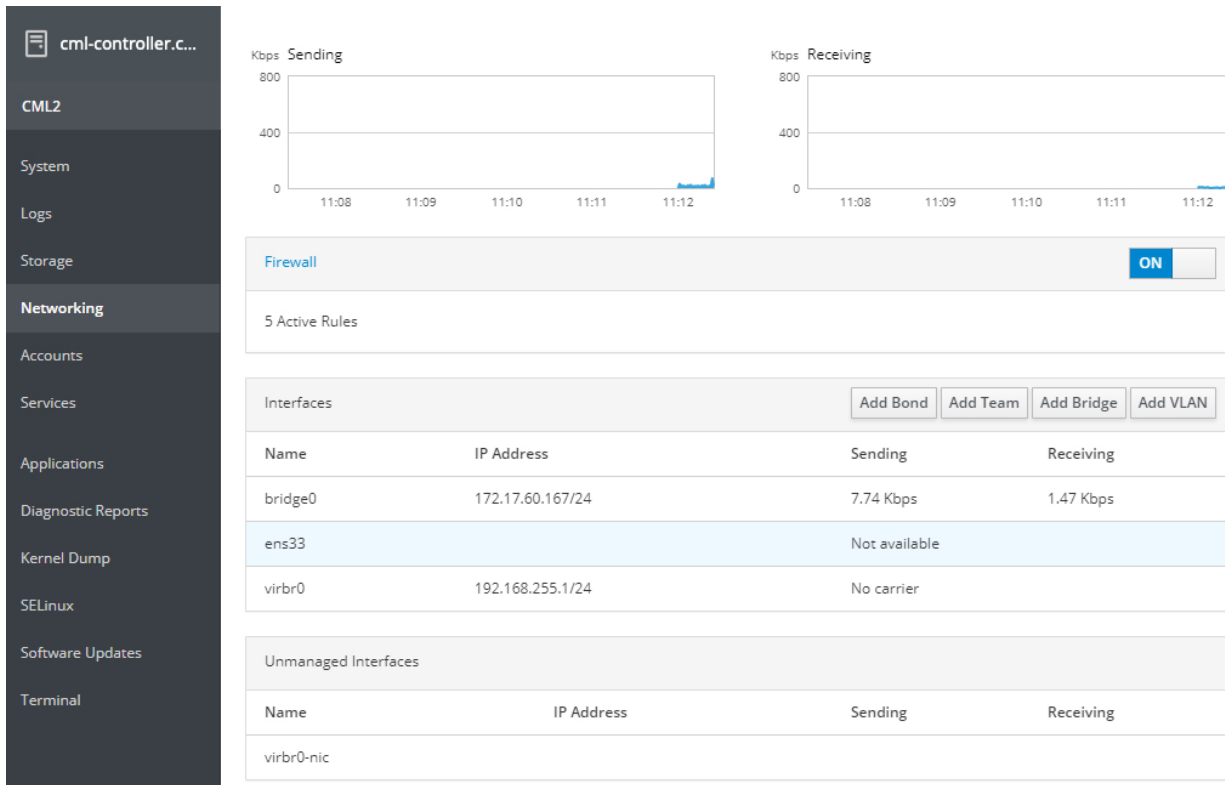 cml-controller.c...
CML2
System
Logs
Storage
Networking
Accounts
Services
Applications
Diagnostic Reports
Kernel Dump
SELinux
Software Updates
Terminal
Kbps Sending
800
400
0
11:08 11:09 11:10 11:11 11:12
Kbps Receiving
800
400
0
11:08 11:09 11:10 11:11 11:12
Firewall ON
5 Active Rules
Interfaces Add Bond Add Team Add Bridge Add VLAN
Name IP Address Sending Receiving
bridge0 172.17.60.167/24 7.74 Kbps 1.47 Kbps
ens33 Not available
virbr0 192.168.255.1/24 No carrier
Unmanaged Interfaces
Name IP Address Sending Receiving
virbr0-nic